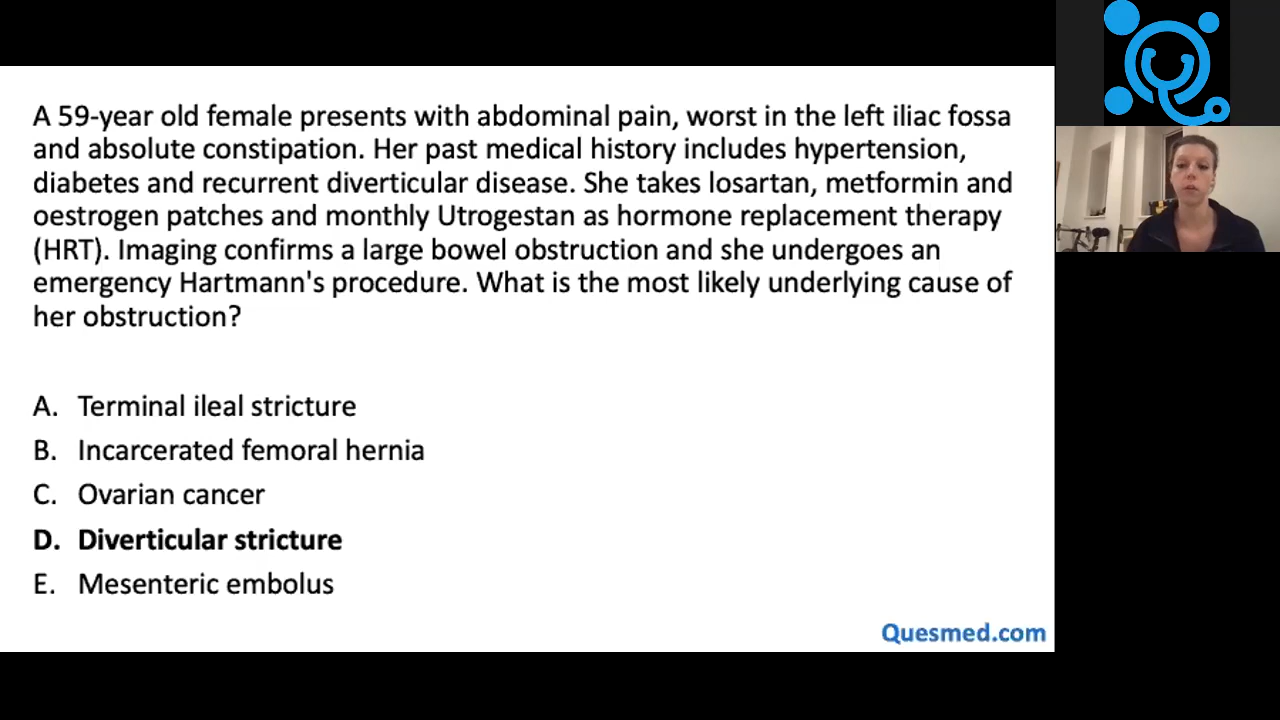 A 59-year old female presents with abdominal pain, worst in the left iliac fossa
and absolute constipation. Her past medical history includes hypertension,
diabetes and recurrent diverticular disease. She takes losartan, metformin and
oestrogen patches and monthly Utrogestan as hormone replacement therapy
(HRT). Imaging confirms a large bowel obstruction and she undergoes an
emergency Hartmann's procedure. What is the most likely underlying cause of
her obstruction?
A. Terminal ileal stricture
B. Incarcerated femoral hernia
C. Ovarian cancer
D. Diverticular stricture
E. Mesenteric embolus
Quesmed.com